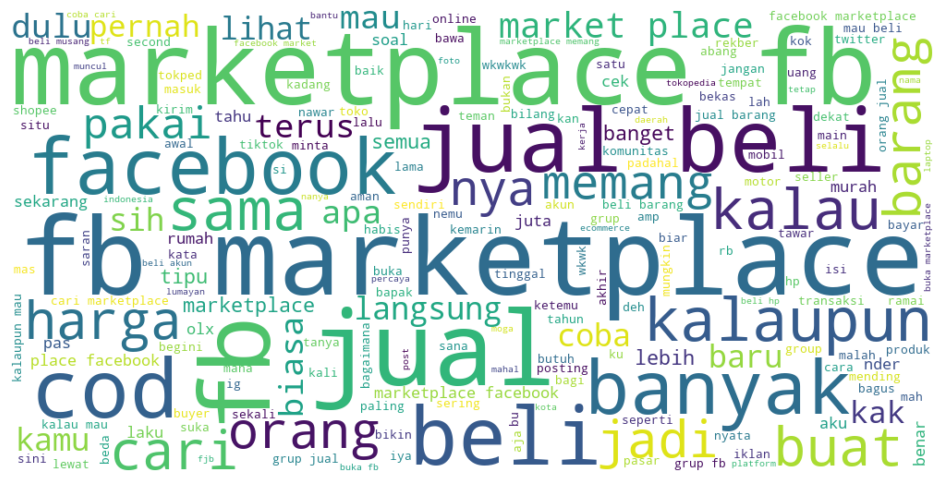 coba cari
dulu
pernah
lihat
bantu
mau
hari
online
market place
facebook marketplace
mau beli
beli musang
tf
second
facebook market
soal
bawa
marketplace memang
rekber
abang
kok
twitter
marketplace fb
muncul
tokped
masuk
kadang
foto
baik
wkwkwk
satu
cek
jangan
tempat
uang
barang
shopee
kirim
situ
pakai
tahu
nawar
toko
terus
lalu
teman
bukan
bilang
kan
tokopedia
bekas
cepat
lah
tetap
nama
orang jual
dekat
awal
tiktok
minta
semua
daerah
banget
jual barang
main
selalu
facebook
si
lama
kerja
komunitas
padahal
mobil
jual beli
seller
laptop
sekarang
indonesia
nanya
aman
sendiri
nya
akun
nemu
memang
motor
murah
sih
sama
apa
juta
beli barang
kalau
rumah
habis
punya
grup
amp
ecommerce
tawar
bayar
mas
saran
kata
kemarin
biar
rb
buka marketplace
fb marketplace
tipu
beli akun
buka
percaya
tinggal
wkwk
akhir
mungkin
hp
isi
lumayan
bapak
cari marketplace
marketplace
langsung
ketemu
deh
beli hp
transaksi
ramai
kalaupun mau
harga
olx
tanya
bagaimana
moga
tahun
coba
ku
kalaupun
pas
begini
fb
biasa
sana
post
posting
baru
group
malah
produk
place facebook
maha
kali
jual
mahal
butuh
bagi
lebih
nder
cara
mending
bagus
cod
ig
marketplace facebook
banyak
mah
buyer
sekali
paling
sering
bu
kota
seperti
kak
kalau mau
suka
orang
bikin
beli
aja
jadi
aku
nyata
benar
kamu
beda
laku
cari
buat
sini
lewat
fjb
grup jual
buka fb
iya
pasar
grup fb
iklan
platform